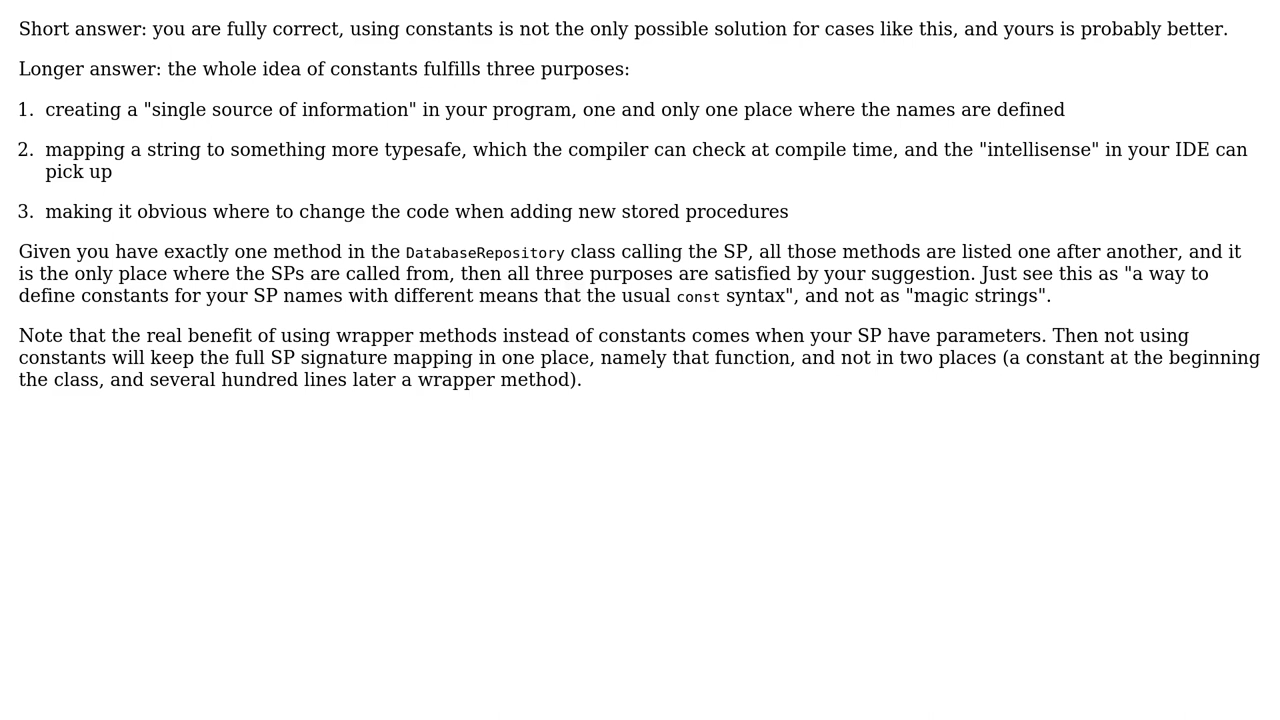 Short answer: you are fully correct, using constants is not the only possible solution for cases like this, and yours is probably better.
Longer answer: the whole idea of constants fulfills three purposes:
1. creating a "single source of information" in your program, one and only one place where the names are defined
2. mapping a string to something more typesafe, which the compiler can check at compile time, and the "intellisense" in your IDE can
pick up
3. making it obvious where to change the code when adding new stored procedures
Given you have exactly one method in the DatabaseRepository class calling the SP, all those methods are listed one after another, and it
is the only place where the SPs are called from, then all three purposes are satisfied by your suggestion. Just see this as "a way to
define constants for your SP names with different means that the usual const syntax", and not as "magic strings".
Note that the real benefit of using wrapper methods instead of constants comes when your SP have parameters. Then not using
constants will keep the full SP signature mapping in one place, namely that function, and not in two places (a constant at the beginning
the class, and several hundred lines later a wrapper method).